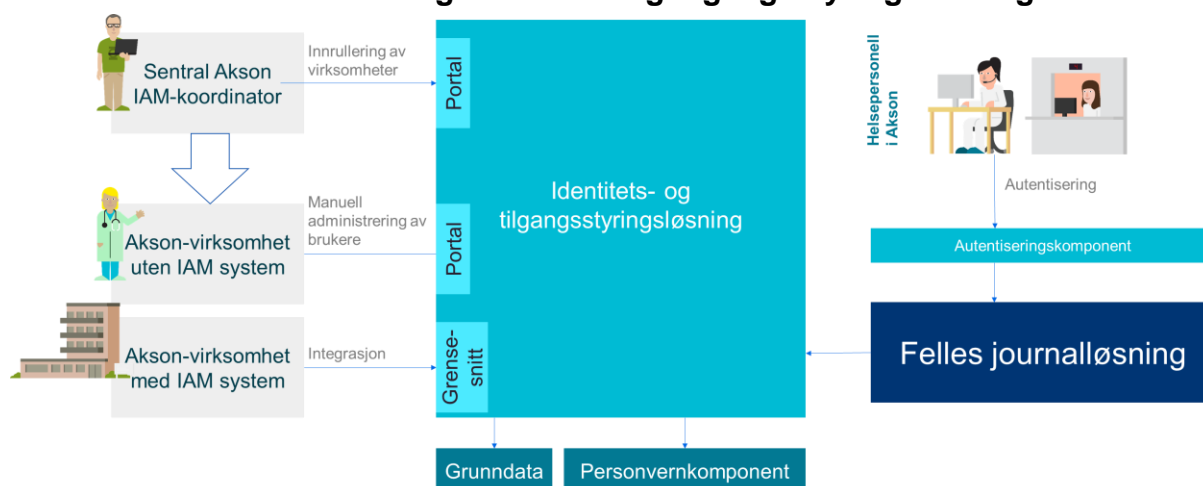 Sentral Akson
IAM-koordinator
Innrullering av
virksomheter
Portal
Akson-virksomhet
uten IAM system
Manuell
administrering av
brukere
Portal
Akson-virksomhet
med IAM system
Integrasjon
Grense-
snitt
Identitets- og
tilgangsstyringsløsning
Grunndata
Personvernkomponent
Helsepersonell
i Akson
Autentisering
Autentiseringskomponent
Felles journalløsning